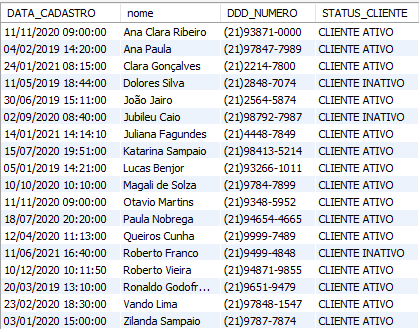 DATA_CADASTRO nome DDD_NUMERO STATUS_CLIENTE
11/11/2020 09:00:00 Ana Clara Ribeiro (21)93871-0000 CLIENTE ATIVO
04/02/2019 14:20:00 Ana Paula (21)97847-7989 CLIENTE ATIVO
24/01/2021 08:15:00 Clara Gonçalves (21)2214-7800 CLIENTE ATIVO
11/05/2019 18:44:00 Dolores Silva (21)2848-7074 CLIENTE INATIVO
30/06/2019 15:11:00 João Jairo (21)2564-5874 CLIENTE ATIVO
02/09/2020 08:40:00 Jubileu Caio (21)98792-7987 CLIENTE INATIVO
14/01/2021 14:14:10 Juliana Fagundes (21)4448-7849 CLIENTE ATIVO
15/07/2020 19:51:00 Katarina Sampaio (21)98413-5214 CLIENTE ATIVO
05/01/2019 14:21:00 Lucas Benjor (21)93266-1011 CLIENTE ATIVO
10/10/2020 10:10:00 Magali de Solza (21)9784-7899 CLIENTE ATIVO
11/11/2020 09:00:00 Otavio Martins (21)9348-5952 CLIENTE ATIVO
18/07/2020 20:20:00 Paula Nobrega (21)94654-4665 CLIENTE ATIVO
12/04/2020 11:13:00 Queiros Cunha (21)9999-7489 CLIENTE ATIVO
11/06/2021 16:40:00 Roberto Franco (21)9499-4848 CLIENTE INATIVO
10/12/2020 10:11:50 Roberto Vieira (21)94871-9855 CLIENTE ATIVO
20/03/2019 13:10:00 Ronaldo Godofr... (21)9651-9479 CLIENTE ATIVO
23/02/2020 18:30:00 Vando Lima (21)97848-1547 CLIENTE ATIVO
03/01/2020 15:00:00 Zilanda Sampaio (21)9787-7874 CLIENTE ATIVO